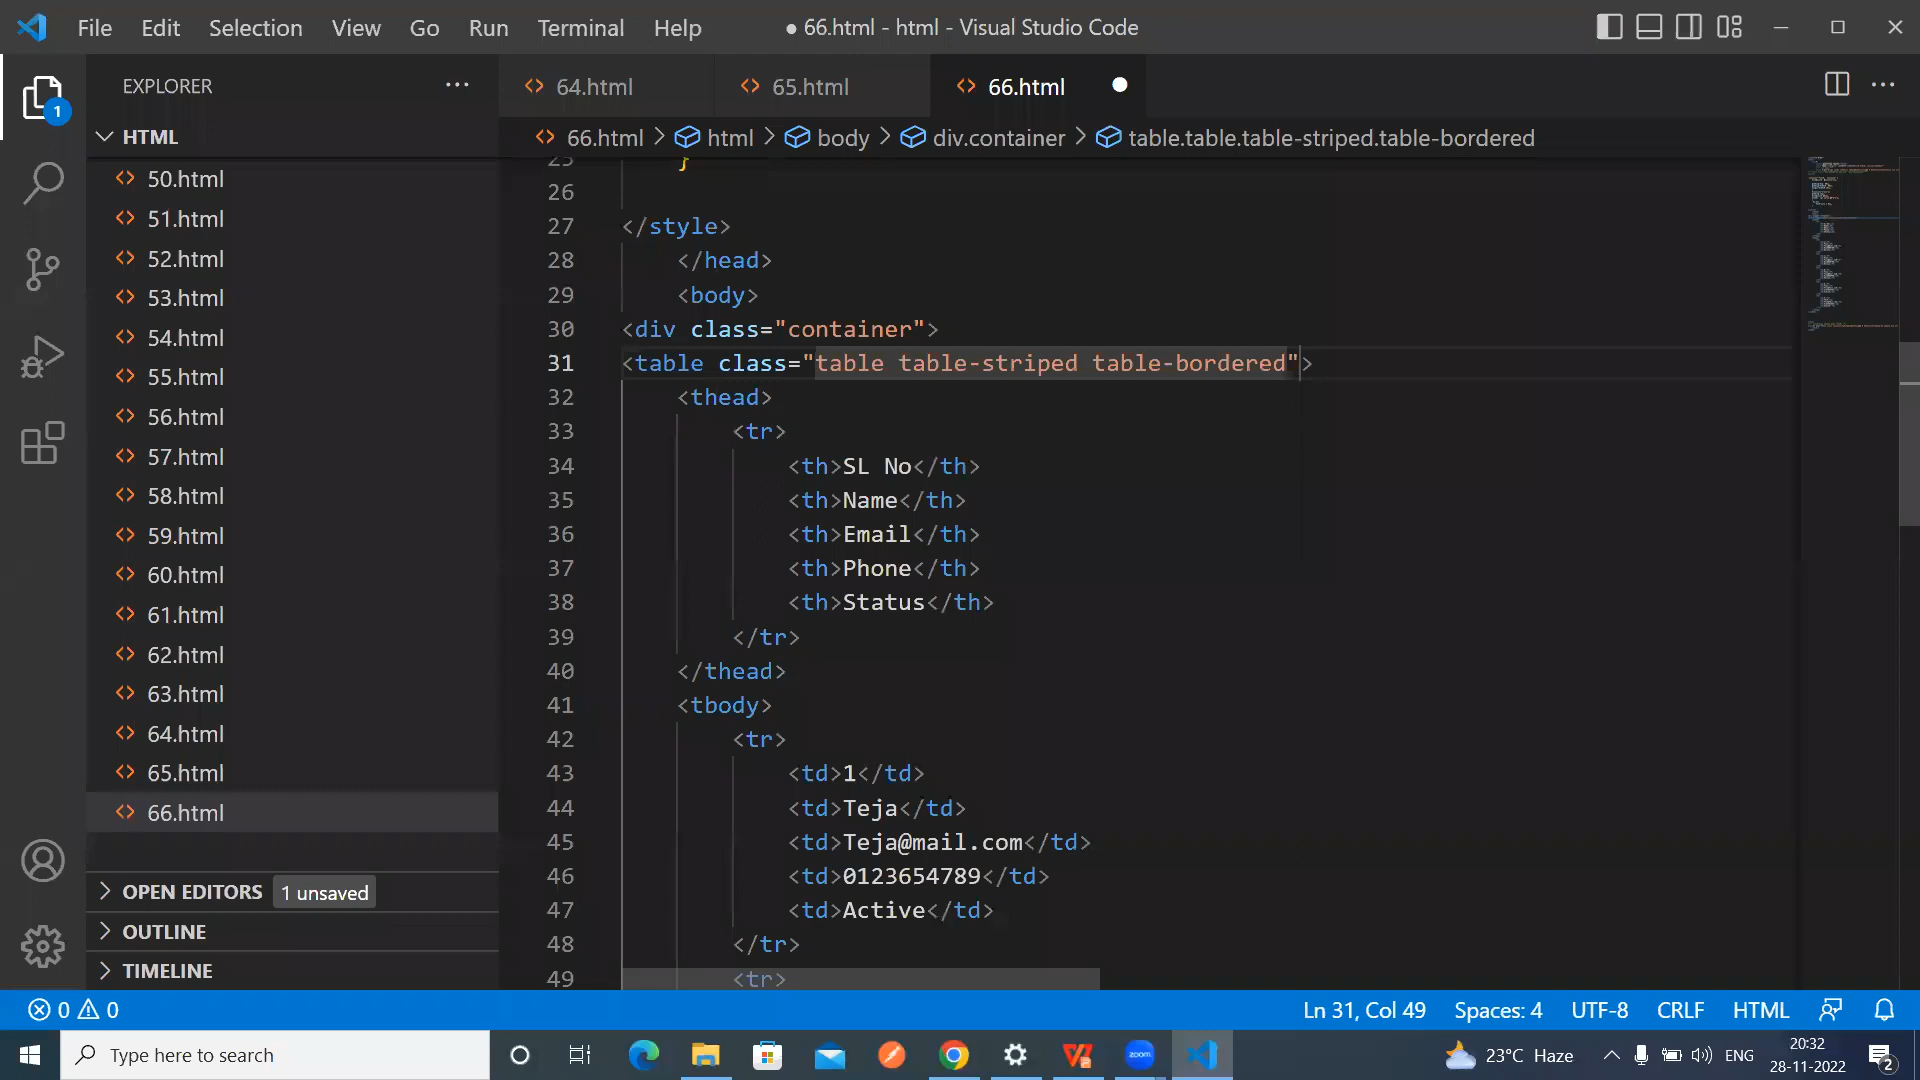 File Edit Selection View Go Run Terminal Help ● 66.html - html - Visual Studio Code
EXPLORER
64.html 65.html 66.html
HTML
66.html > html > body > div.container > table.table.table-striped.table-bordered
1
50.html
51.html
52.html
53.html
54.html
55.html
56.html
57.html
58.html
59.html
60.html
61.html
62.html
63.html
64.html
65.html
66.html
OPEN EDITORS 1 unsaved
OUTLINE
TIMELINE
25 }
26
27 </style>
28 </head>
29 <body>
30 <div class="container">
31 <table class="table table-striped table-bordered">
32 <thead>
33 <tr>
34 <th>SL No</th>
35 <th>Name</th>
36 <th>Email</th>
37 <th>Phone</th>
38 <th>Status</th>
39 </tr>
40 </thead>
41 <tbody>
42 <tr>
43 <td>1</td>
44 <td>Teja</td>
45 <td>Teja@mail.com</td>
46 <td>0123654789</td>
47 <td>Active</td>
48 </tr>
49 <tr>
0 0 Ln 31, Col 49 Spaces: 4 UTF-8 CRLF HTML
Type here to search
zoom
23°C Haze
ENG
20:32
28-11-2022
2